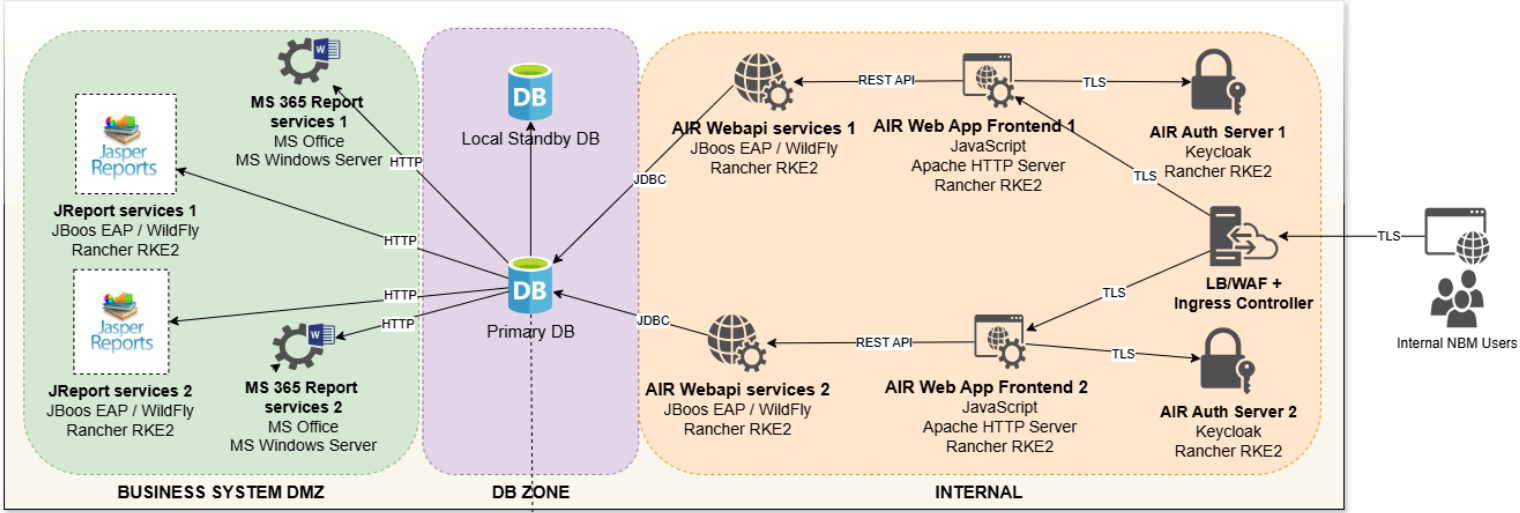 MS 365 Report
services 1
MS Office
MS Windows Server
W
Jasper
Reports
JReport services 1
JBoos EAP / WildFly
Rancher RKE2
Jasper
Reports
JReport services 2
JBoos EAP / WildFly
Rancher RKE2
W
MS 365 Report
services 2
MS Office
MS Windows Server
HTTP
HTTP
HTTP
HTTP
BUSINESS SYSTEM DMZ
DB
Local Standby DB
DB
Primary DB
DB ZONE
JDBC
JDBC
AIR Webapi services 1
JBoos EAP / WildFly
Rancher RKE2
REST API
AIR Web App Frontend 1
JavaScript
Apache HTTP Server
Rancher RKE2
TLS
AIR Auth Server 1
Keycloak
Rancher RKE2
TLS
LB/WAF +
Ingress Controller
TLS
AIR Webapi services 2
JBoos EAP / WildFly
Rancher RKE2
REST API
AIR Web App Frontend 2
JavaScript
Apache HTTP Server
Rancher RKE2
TLS
AIR Auth Server 2
Keycloak
Rancher RKE2
INTERNAL
TLS
Internal NBM Users